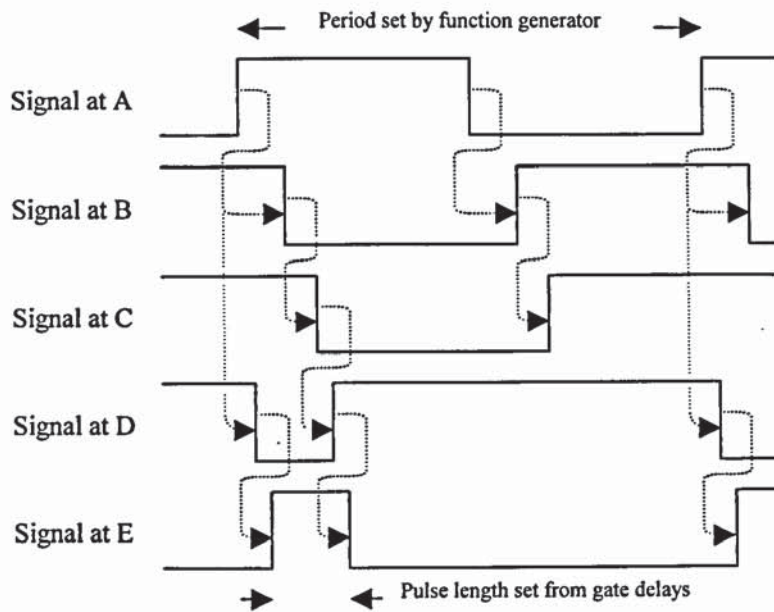 Period set by function generator
Signal at A
Signal at B
Signal at C
Signal at D
Signal at E
Pulse length set from gate delays